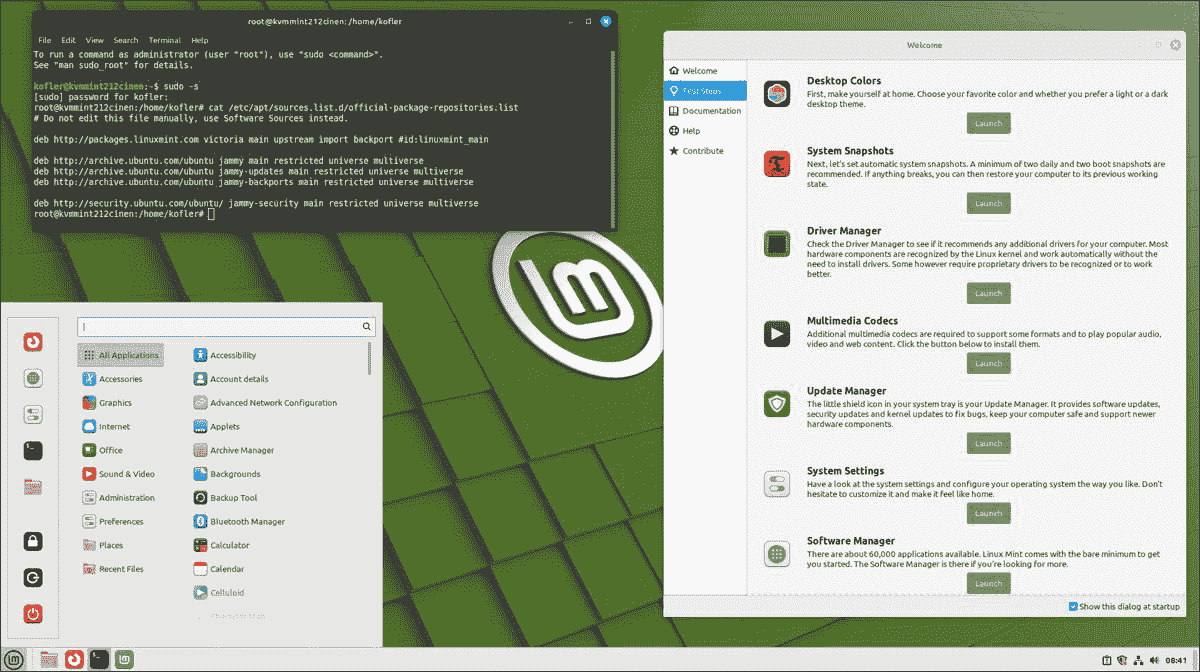 root@kvmmint212cinen: /home/kofler
File Edit View Search Terminal Help
To run a command as administrator (user "root"), use "sudo <command>".
See "man sudo_root" for details.
kofler@kvmmint212cinen:~$ sudo -s
[sudo] password for kofler:
root@kvmmint212cinen:/home/kofler# cat /etc/apt/sources.list.d/official-package-repositories.list
# Do not edit this file manually, use Software Sources instead.
deb http://packages.linuxmint.com victoria main upstream import backport #id:linuxmint_main
deb http://archive.ubuntu.com/ubuntu jammy main restricted universe multiverse
deb http://archive.ubuntu.com/ubuntu jammy-updates main restricted universe multiverse
deb http://archive.ubuntu.com/ubuntu jammy-backports main restricted universe multiverse
deb http://security.ubuntu.com/ubuntu/ jammy-security main restricted universe multiverse
root@kvmmint212cinen:/home/kofler#
All Applications
Accessories
Graphics
Internet
Office
Sound & Video
Administration
Preferences
Places
Recent Files
Accessibility
Account details
Advanced Network Configuration
Applets
Archive Manager
Backgrounds
Backup Tool
Bluetooth Manager
Calculator
Calendar
Celluloid
Welcome
Welcome
First Steps
Documentation
Help
Contribute
Desktop Colors
First, make yourself at home. Choose your favorite color and whether you prefer a light or a dark
desktop theme.
Launch
System Snapshots
Next, let's set automatic system snapshots. A minimum of two daily and two boot snapshots are
recommended. If anything breaks, you can then restore your computer to its previous working
state.
Launch
Driver Manager
Check the Driver Manager to see if it recommends any additional drivers for your computer. Most
hardware components are recognized by the Linux kernel and work automatically without the
need to install drivers. Some however require proprietary drivers to be recognized or to work
better.
Launch
Multimedia Codecs
Additional multimedia codecs are required to support some formats and to play popular audio,
video and web content. Click the button below to install them.
Launch
Update Manager
The little shield icon in your system tray is your Update Manager. It provides software updates,
security updates and kernel updates to fix bugs, keep your computer safe and support newer
hardware components.
Launch
System Settings
Have a look at the system settings and configure your operating system the way you like. Don't
hesitate to customize it and make it feel like home.
Launch
Software Manager
There are about 60,000 applications available. Linux Mint comes with the bare minimum to get
you started. The Software Manager is there if you're looking for more.
Launch
Show this dialog at startup
08:41